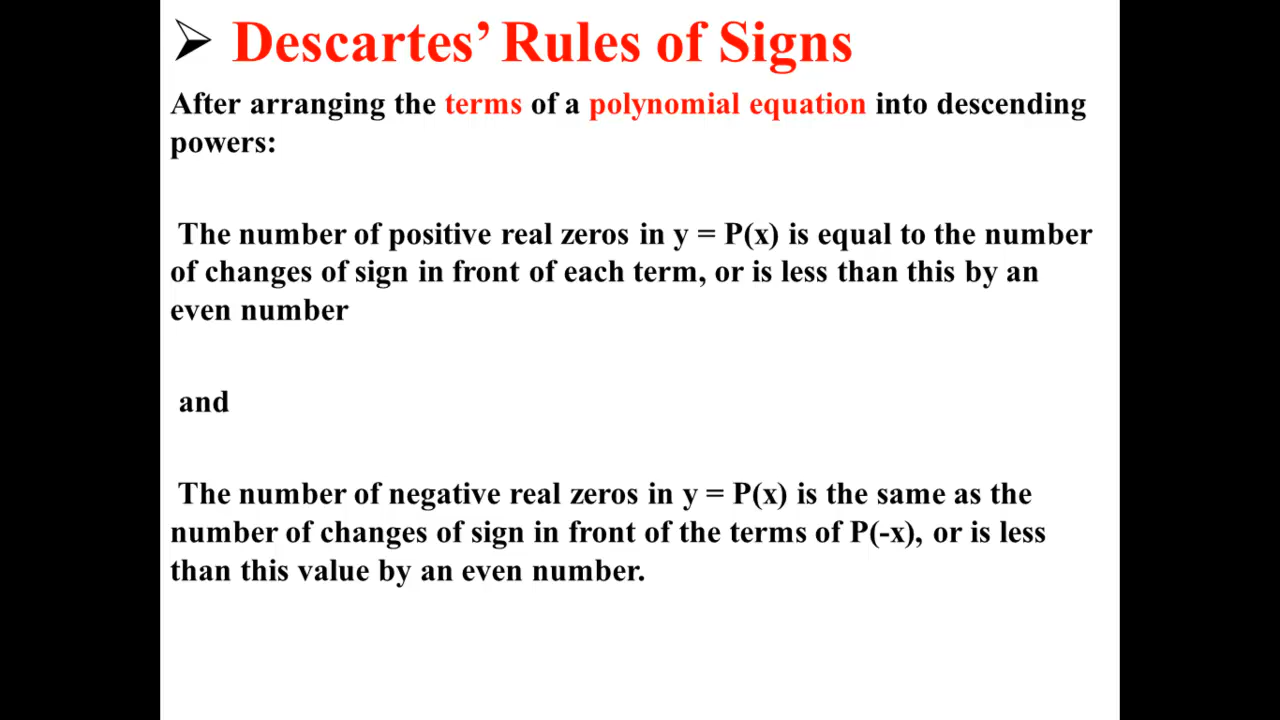 Descartes’ Rules of Signs
After arranging the terms of a polynomial equation into descending
powers:
The number of positive real zeros in y = P(x) is equal to the number
of changes of sign in front of each term, or is less than this by an
even number
and
The number of negative real zeros in y = P(x) is the same as the
number of changes of sign in front of the terms of P(-x), or is less
than this value by an even number.